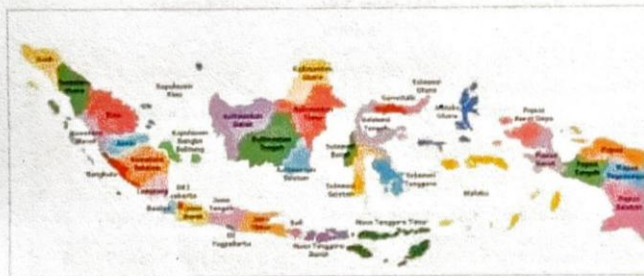 Aceh
Sumatera
Utara
Riau
Kepulauan
Riau
Sumatera
Barat
Jambi
Kepulauan
Bangka
Belitung
Sumatera
Selatan
Bengkulu
Lampung
Banten
DKI
Jakarta
Jawa
Barat
Jawa
Tengah
DI
Yogyakarta
Jawa
Timur
Bali
Nusa Tenggara
Barat
Nusa Tenggara Timur
Kalimantan
Barat
Kalimantan
Tengah
Kalimantan
Selatan
Kalimantan
Timur
Kalimantan
Utara
Sulawesi
Utara
Gorontalo
Sulawesi
Tengah
Sulawesi
Barat
Sulawesi
Selatan
Sulawesi
Tenggara
Maluku
Utara
Maluku
Papua
Barat Daya
Papua
Barat
Papua
Papua
Tengah
Papua
Pegunungan
Papua
Selatan